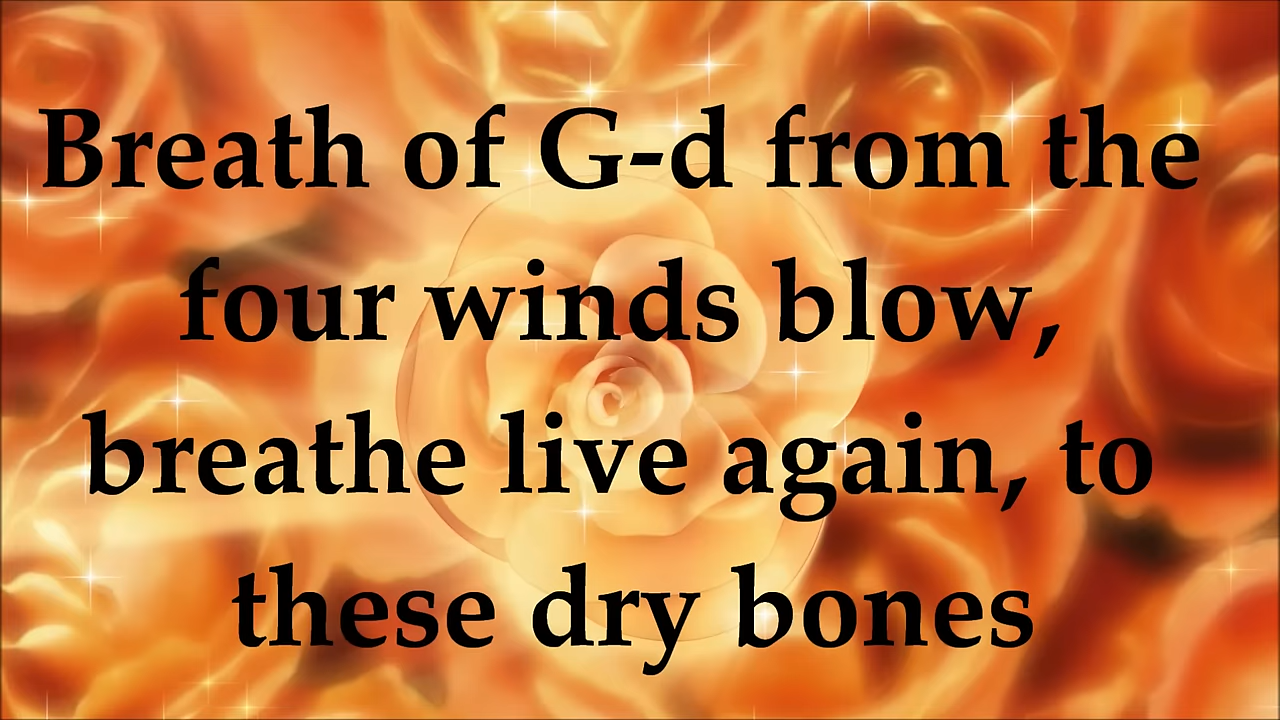 Breath of G-d from the
four winds blow,
breathe live again, to
these dry bones